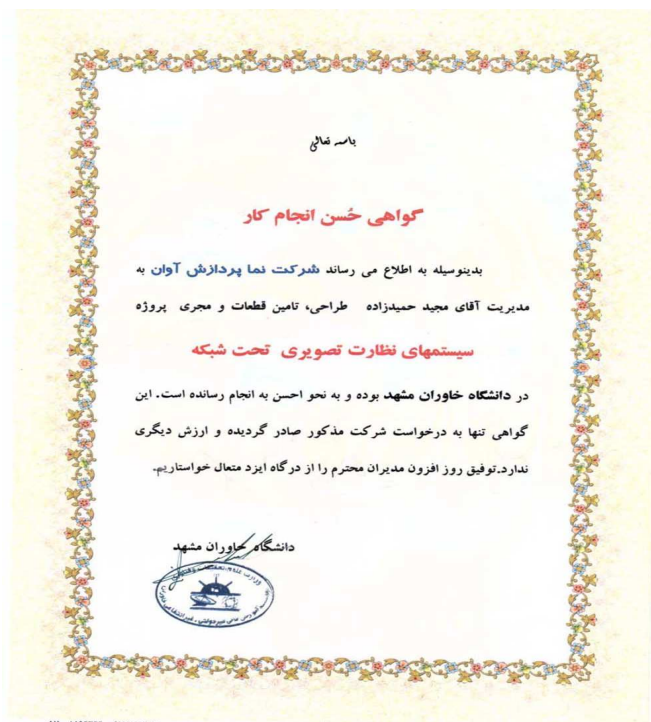 باسمه تعالی
گواهی حُسن انجام کار
بدینوسیله به اطلاع می رساند شرکت نما پردازش آوان به
مدیریت آقای مجید حمیدزاده طراحی، تامین قطعات و مجری پروژه
سیستمهای نظارت تصویری تحت شبکه
در دانشگاه خاوران مشهد بوده و به نحو احسن به انجام رسانده است. این
گواهی تنها به درخواست شرکت مذکور صادر گردیده و ارزش دیگری
ندارد.توفیق روز افزون مدیران محترم را از درگاه ایزد متعال خواستاریم.
دانشگاه خاوران مشهد